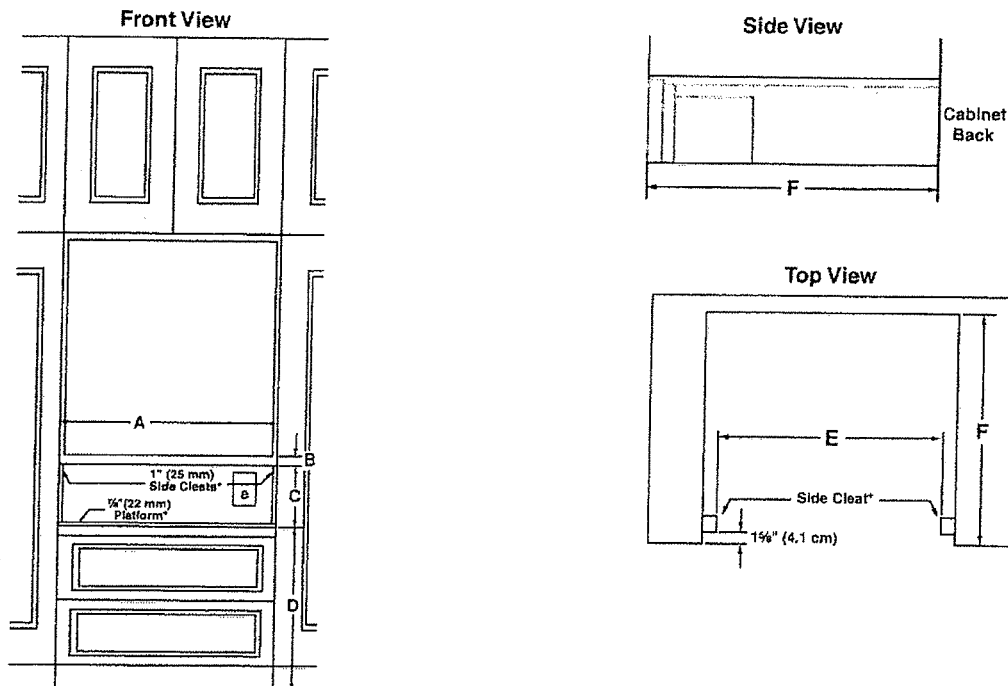 Front View
A
B
1" (25 mm)
Side Cleats*
a
C
⅞" (22 mm)
Platform*
D
Side View
Cabinet
Back
F
Top View
E
F
Side Cleat*
1⅝" (4.1 cm)